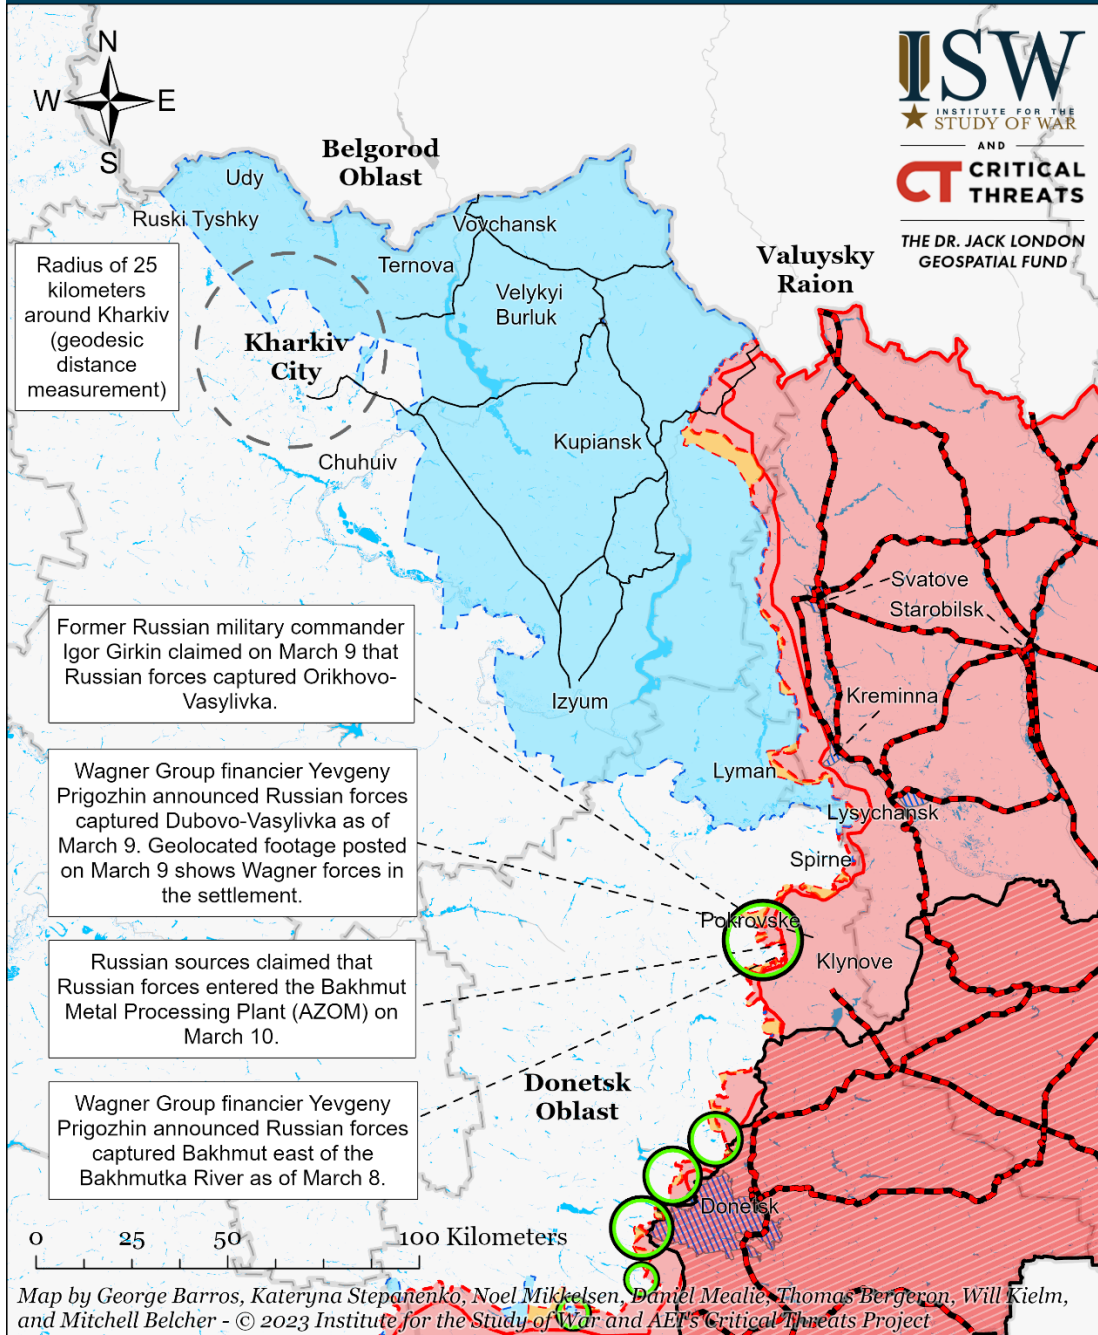 N
W E
S
ISW
INSTITUTE FOR THE
STUDY OF WAR
AND
CT CRITICAL
THREATS
THE DR. JACK LONDON
GEOSPATIAL FUND
Belgorod
Oblast
Udy
Ruski Tyshky
Vovchansk
Ternova
Valuysky
Raion
Velykyi
Burluk
Radius of 25
kilometers
around Kharkiv
(geodesic
distance
measurement)
Kharkiv
City
Kupiansk
Chuhuiv
Svatove
Starobilsk
Kreminna
Izyum
Lyman
Lysychansk
Spirne
Pokrovske
Klynove
Former Russian military commander
Igor Girkin claimed on March 9 that
Russian forces captured Orikhovo-
Vasylivka.
Wagner Group financier Yevgeny
Prigozhin announced Russian forces
captured Dubovo-Vasylivka as of
March 9. Geolocated footage posted
on March 9 shows Wagner forces in
the settlement.
Russian sources claimed that
Russian forces entered the Bakhmut
Metal Processing Plant (AZOM) on
March 10.
Wagner Group financier Yevgeny
Prigozhin announced Russian forces
captured Bakhmut east of the
Bakhmutka River as of March 8.
Donetsk
Oblast
Donetsk
0 25 50 100 Kilometers
Map by George Barros, Kateryna Stepanenko, Noel Mikkelsen, Daniel Mealie, Thomas Bergeron, Will Kielm,
and Mitchell Belcher - © 2023 Institute for the Study of War and AEI's Critical Threats Project